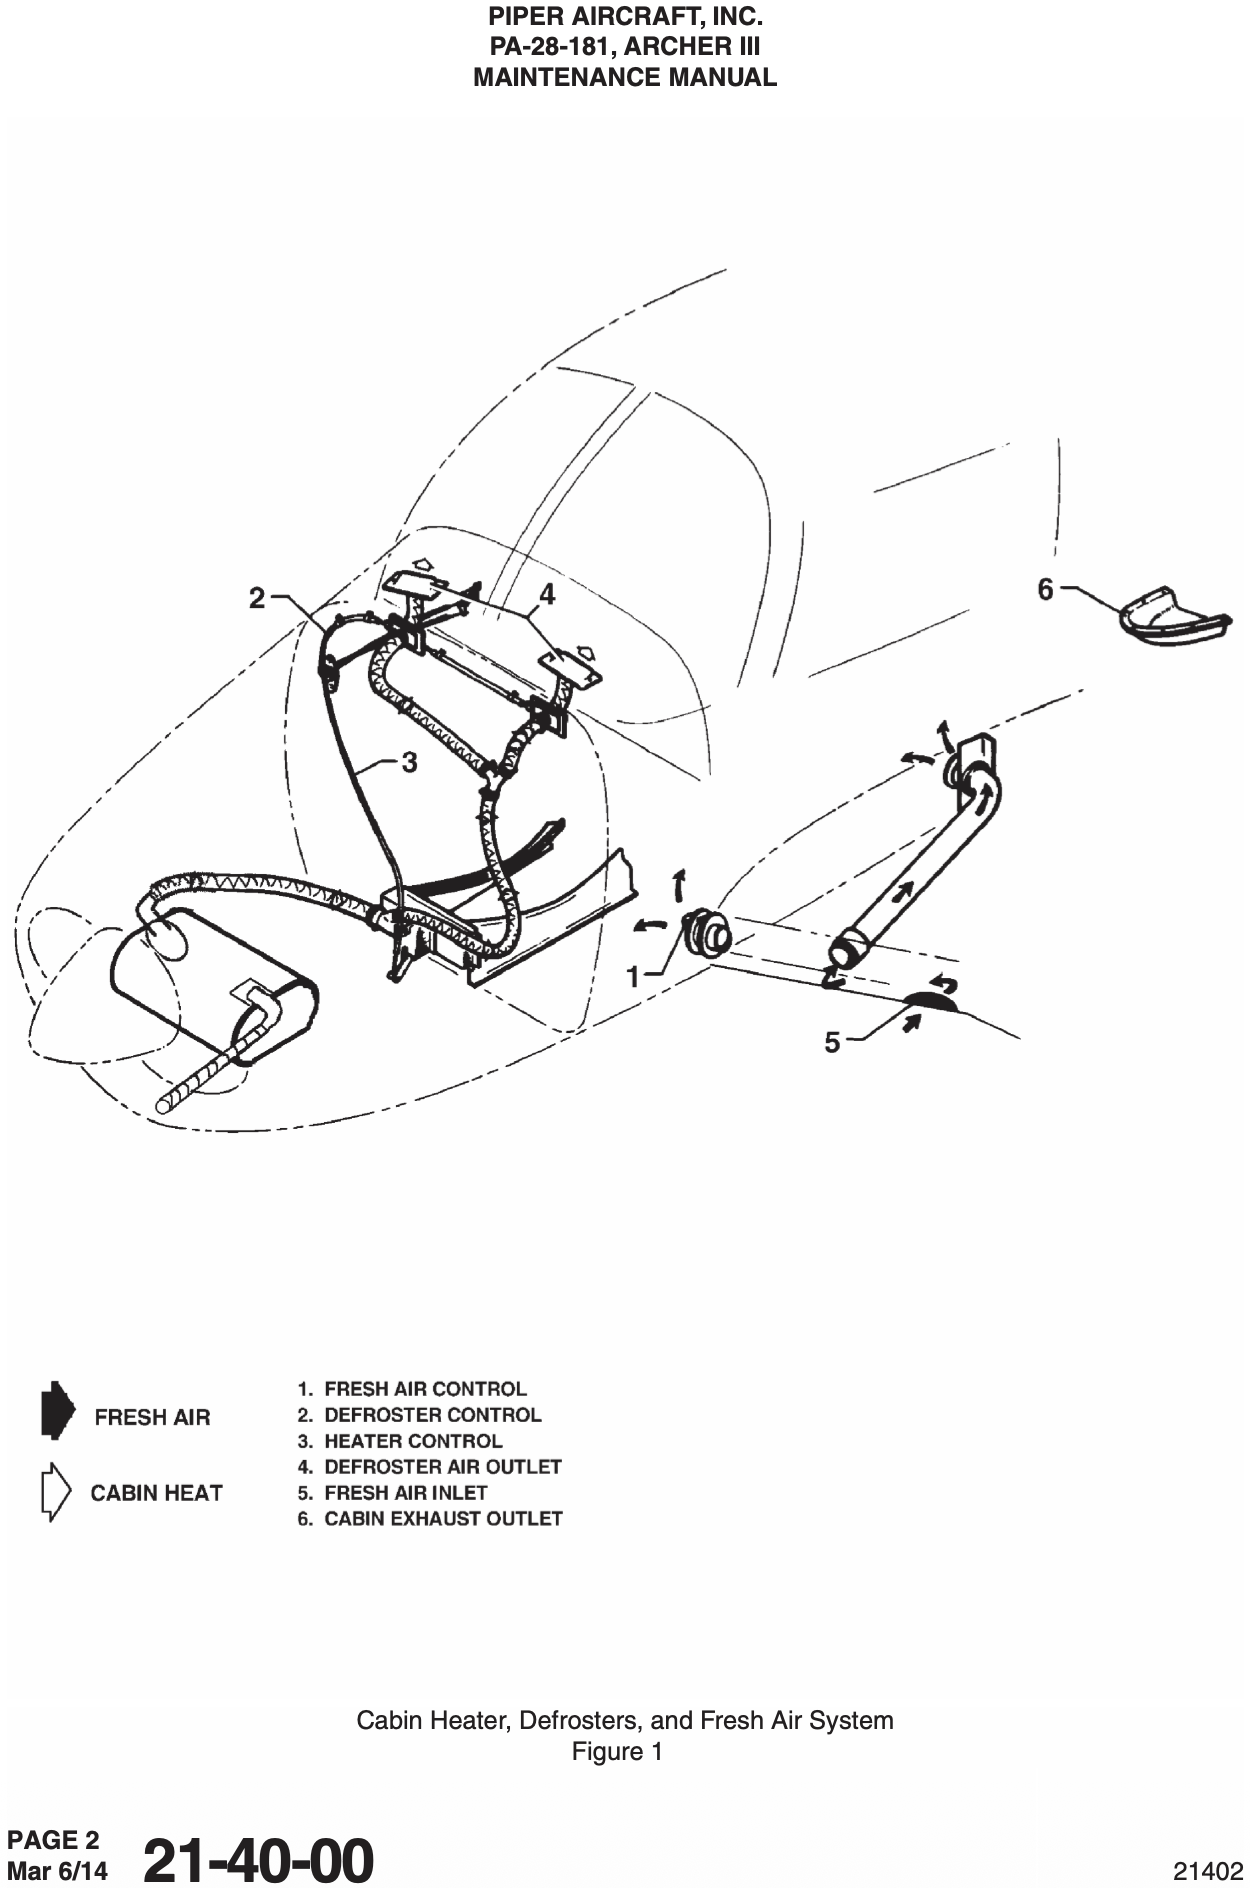 PIPER AIRCRAFT, INC.
PA-28-181, ARCHER III
MAINTENANCE MANUAL
2
4
6
3
1
5
FRESH AIR
CABIN HEAT
1. FRESH AIR CONTROL
2. DEFROSTER CONTROL
3. HEATER CONTROL
4. DEFROSTER AIR OUTLET
5. FRESH AIR INLET
6. CABIN EXHAUST OUTLET
Cabin Heater, Defrosters, and Fresh Air System
Figure 1
PAGE 2
Mar 6/14
21-40-00
21402